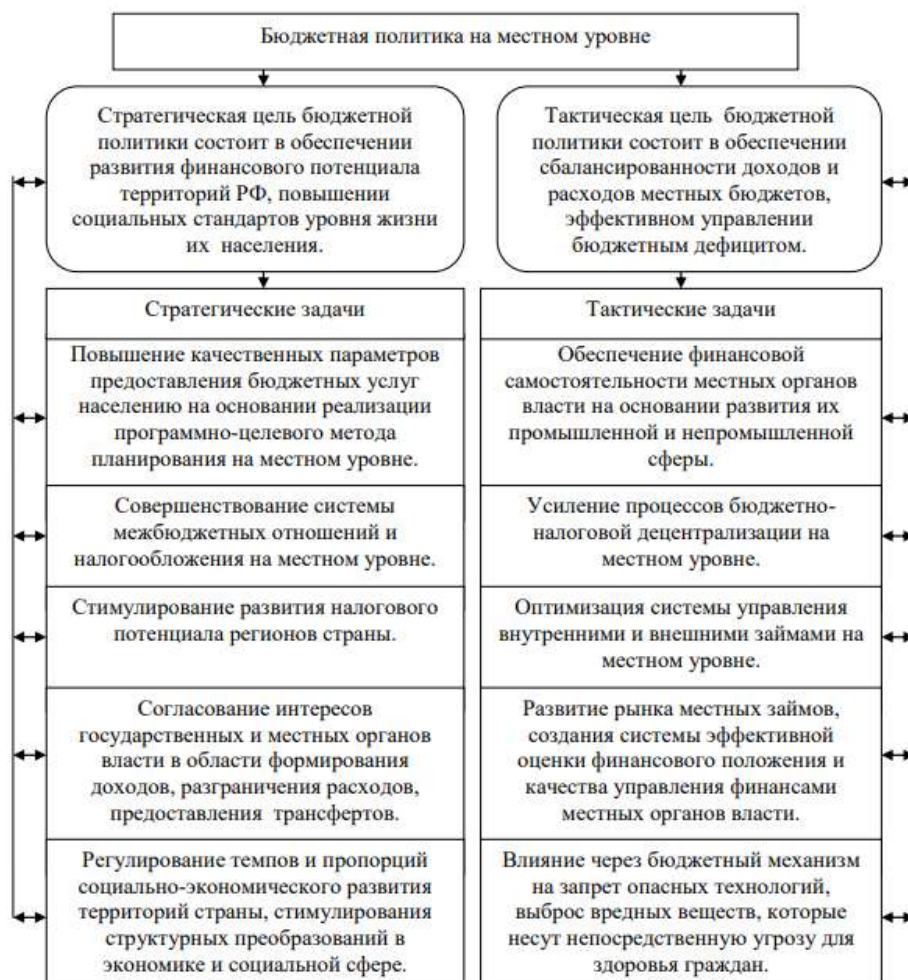 Бюджетная политика на местном уровне
Стратегическая цель бюджетной
политики состоит в обеспечении
развития финансового потенциала
территорий РФ, повышении
социальных стандартов уровня жизни
их населения.
Тактическая цель бюджетной
политики состоит в обеспечении
сбалансированности доходов и
расходов местных бюджетов,
эффективном управлении
бюджетным дефицитом.
Стратегические задачи
Повышение качественных параметров
предоставления бюджетных услуг
населению на основании реализации
программно-целевого метода
планирования на местном уровне.
Совершенствование системы
межбюджетных отношений и
налогообложения на местном уровне.
Стимулирование развития налогового
потенциала регионов страны.
Согласование интересов
государственных и местных органов
власти в области формирования
доходов, разграничения расходов,
предоставления трансфертов.
Регулирование темпов и пропорций
социально-экономического развития
территорий страны, стимулирования
структурных преобразований в
экономике и социальной сфере.
Тактические задачи
Обеспечение финансовой
самостоятельности местных органов
власти на основании развития их
промышленной и непромышленной
сферы.
Усиление процессов бюджетно-
налоговой децентрализации на
местном уровне.
Оптимизация системы управления
внутренними и внешними займами на
местном уровне.
Развитие рынка местных займов,
создания системы эффективной
оценки финансового положения и
качества управления финансами
местных органов власти.
Влияние через бюджетный механизм
на запрет опасных технологий,
выброс вредных веществ, которые
несут непосредственную угрозу для
здоровья граждан.